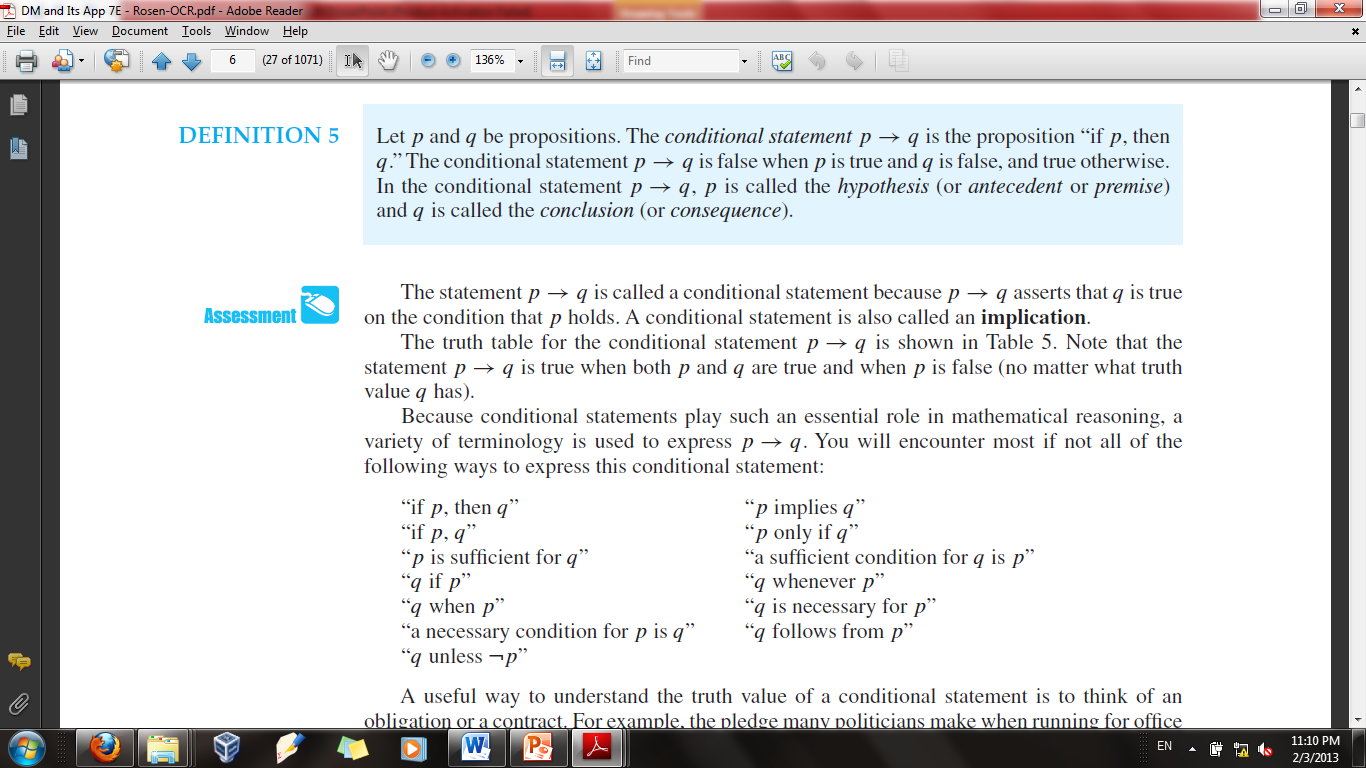 DM and Its App 7E - Rosen-OCR.pdf - Adobe Reader
File Edit View Document Tools Window Help
6 (27 of 1071) 136% Find
DEFINITION 5
Let p and q be propositions. The conditional statement p → q is the proposition “if p, then
q.” The conditional statement p → q is false when p is true and q is false, and true otherwise.
In the conditional statement p → q, p is called the hypothesis (or antecedent or premise)
and q is called the conclusion (or consequence).
Assessment
The statement p → q is called a conditional statement because p → q asserts that q is true
on the condition that p holds. A conditional statement is also called an implication.
The truth table for the conditional statement p → q is shown in Table 5. Note that the
statement p → q is true when both p and q are true and when p is false (no matter what truth
value q has).
Because conditional statements play such an essential role in mathematical reasoning, a
variety of terminology is used to express p → q. You will encounter most if not all of the
following ways to express this conditional statement:
“if p, then q” “p implies q”
“if p, q” “p only if q”
“p is sufficient for q” “a sufficient condition for q is p”
“q if p” “q whenever p”
“q when p” “q is necessary for p”
“a necessary condition for p is q” “q follows from p”
“q unless ¬p”
A useful way to understand the truth value of a conditional statement is to think of an
obligation or a contract. For example, the pledge many politicians make when running for office
EN 11:10 PM
2/3/2013